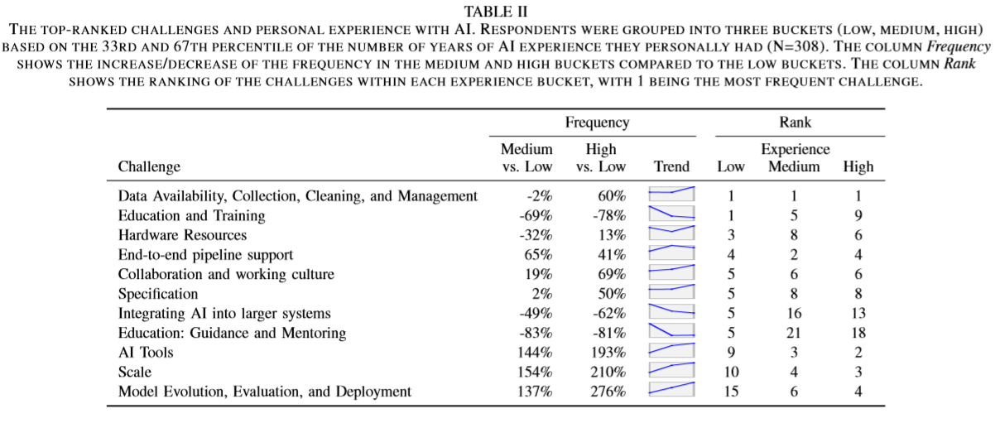 TABLE II
THE TOP-RANKED CHALLENGES AND PERSONAL EXPERIENCE WITH AI. RESPONDENTS WERE GROUPED INTO THREE BUCKETS (LOW, MEDIUM, HIGH)
BASED ON THE 33RD AND 67TH PERCENTILE OF THE NUMBER OF YEARS OF AI EXPERIENCE THEY PERSONALLY HAD (N=308). THE COLUMN Frequency
SHOWS THE INCREASE/DECREASE OF THE FREQUENCY IN THE MEDIUM AND HIGH BUCKETS COMPARED TO THE LOW BUCKETS. THE COLUMN Rank
SHOWS THE RANKING OF THE CHALLENGES WITHIN EACH EXPERIENCE BUCKET, WITH 1 BEING THE MOST FREQUENT CHALLENGE.
Frequency Rank
Medium High Experience
Challenge vs. Low vs. Low Trend Low Medium High
Data Availability, Collection, Cleaning, and Management -2% 60% 1 1 1
Education and Training -69% -78% 1 5 9
Hardware Resources -32% 13% 3 8 6
End-to-end pipeline support 65% 41% 4 2 4
Collaboration and working culture 19% 69% 5 6 6
Specification 2% 50% 5 8 8
Integrating AI into larger systems -49% -62% 5 16 13
Education: Guidance and Mentoring -83% -81% 5 21 18
AI Tools 144% 193% 9 3 2
Scale 154% 210% 10 4 3
Model Evolution, Evaluation, and Deployment 137% 276% 15 6 4